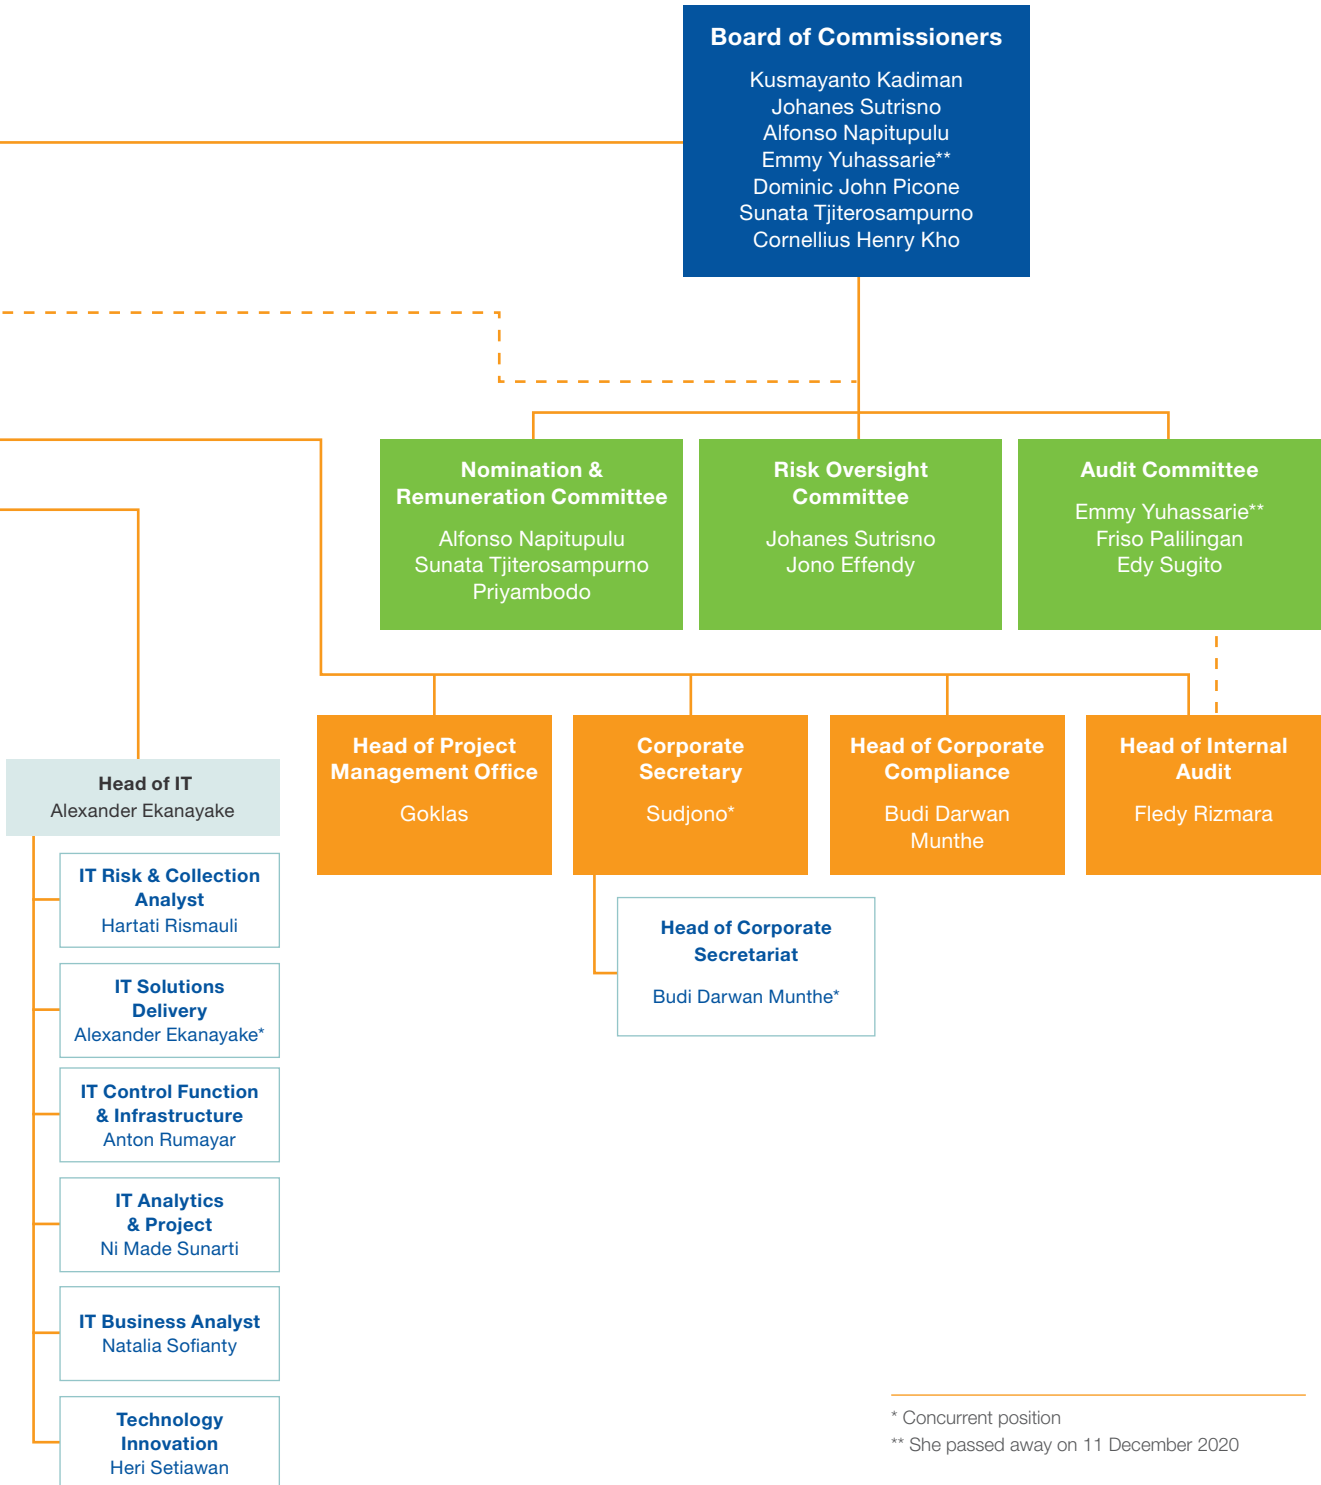 Board of Commissioners
Kusmayanto Kadiman
Johanes Sutrisno
Alfonso Napitupulu
Emmy Yuhassarie**
Dominic John Picone
Sunata Tjiterosampurno
Cornellius Henry Kho
Nomination &
Remuneration Committee
Alfonso Napitupulu
Sunata Tjiterosampurno
Priyambodo
Risk Oversight
Committee
Johanes Sutrisno
Jono Effendy
Audit Committee
Emmy Yuhassarie**
Friso Palilingan
Edy Sugito
Head of Project
Management Office
Goklas
Corporate
Secretary
Sudjono*
Head of Corporate
Compliance
Budi Darwan
Munthe
Head of Internal
Audit
Fledy Rizmara
Head of Corporate
Secretariat
Budi Darwan Munthe*
Head of IT
Alexander Ekanayake
IT Risk & Collection
Analyst
Hartati Rismauli
IT Solutions
Delivery
Alexander Ekanayake*
IT Control Function
& Infrastructure
Anton Rumayar
IT Analytics
& Project
Ni Made Sunarti
IT Business Analyst
Natalia Sofianty
Technology
Innovation
Heri Setiawan
* Concurrent position
** She passed away on 11 December 2020